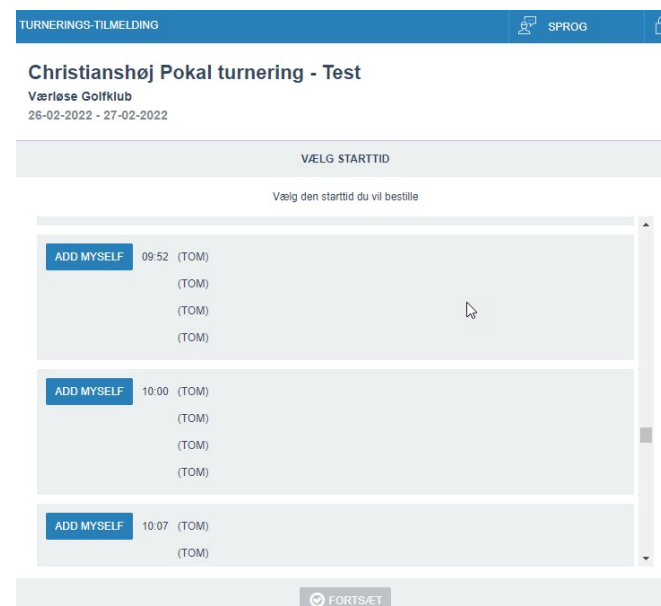 TURNERINGS-TILMELDING SPROG
Christianshøj Pokal turnering - Test
Værløse Golfklub
26-02-2022 - 27-02-2022
VÆLG STARTTID
Vælg den starttid du vil bestille
ADD MYSELF 09:52 (TOM)
(TOM)
(TOM)
(TOM)
ADD MYSELF 10:00 (TOM)
(TOM)
(TOM)
(TOM)
ADD MYSELF 10:07 (TOM)
(TOM)
FORTSÆT